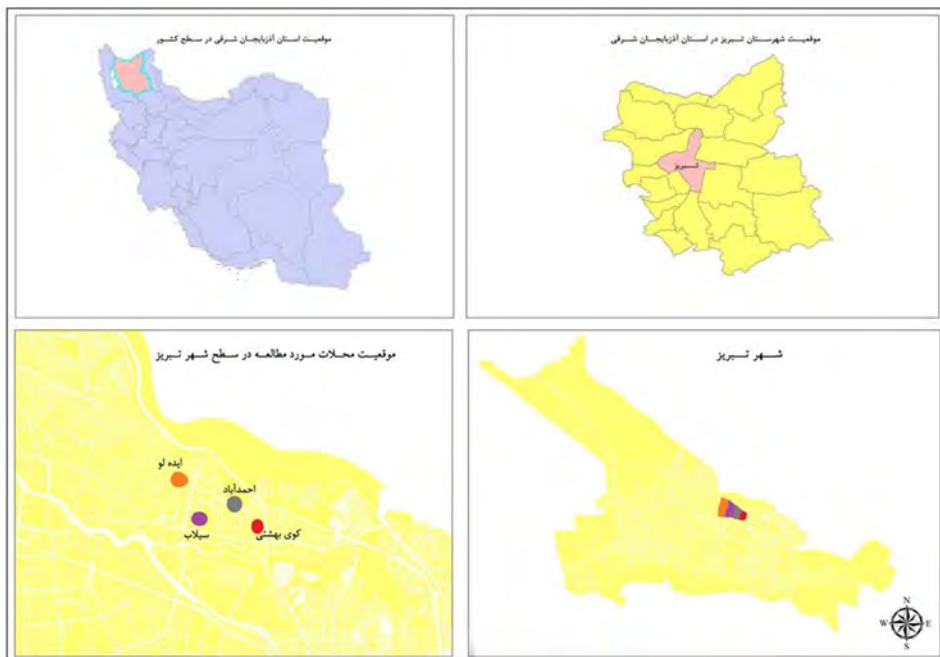 موقعیت استان آذربایجان شرقی در سطح کشور
موقعیت شهرستان تبریز در استان آذربایجان شرقی
تبریز
موقعیت محلات مورد مطالعه در سطح شهر تبریز
ایده لو
احمدآباد
سیلاب
کوی بهشتی
شهر تبریز
N
W E
S